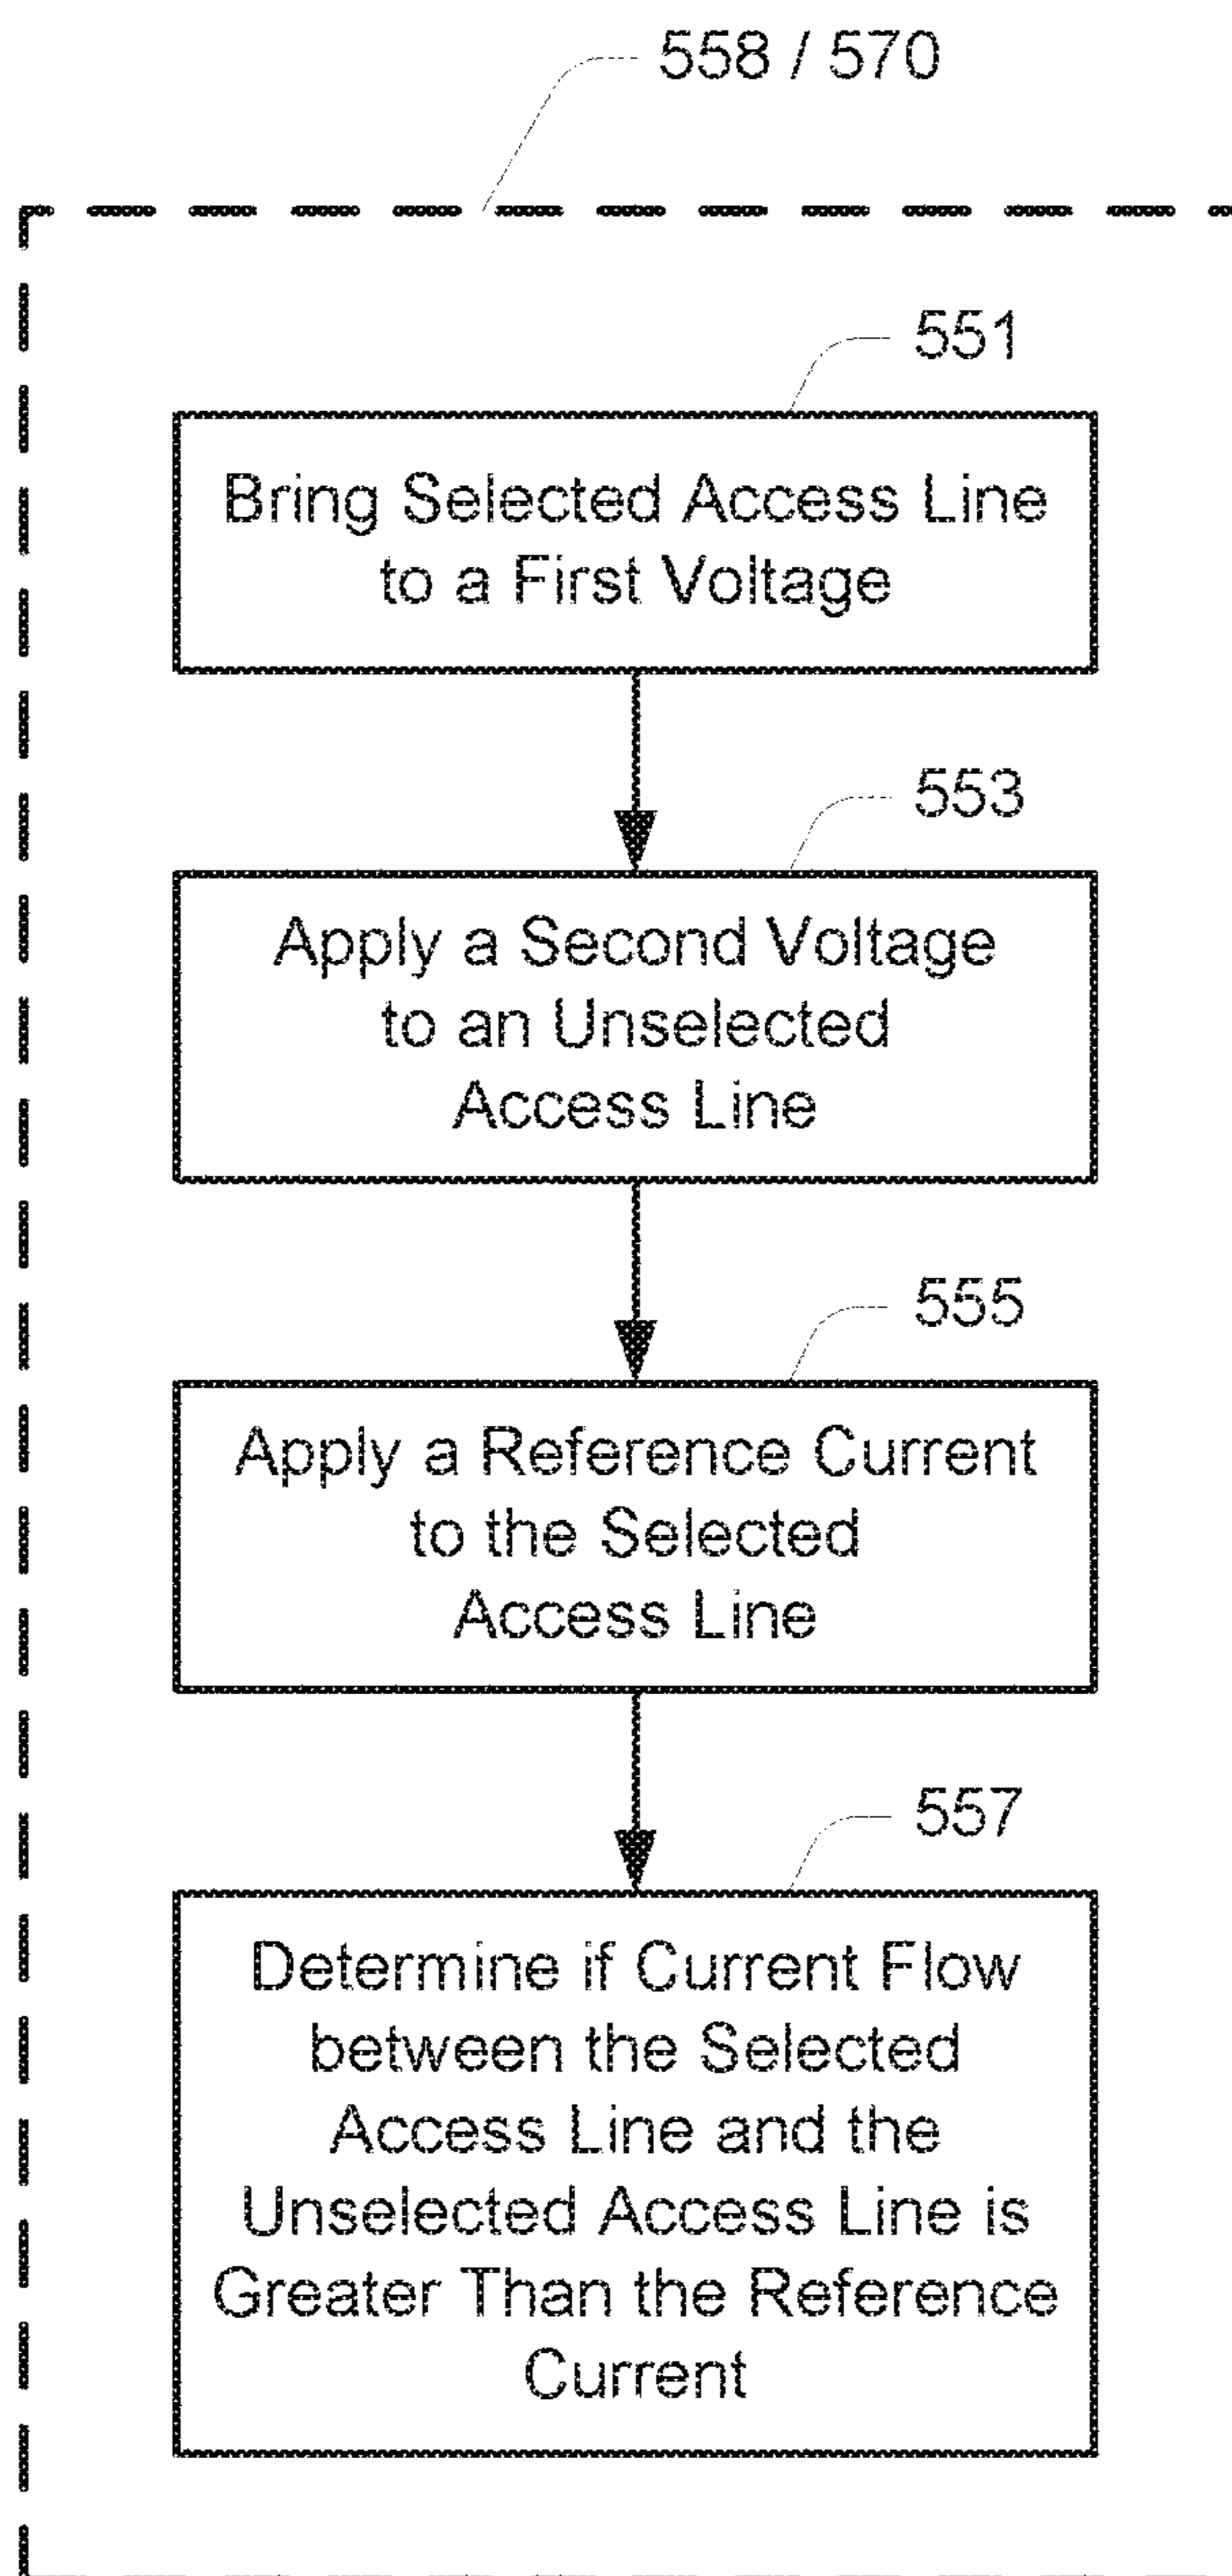 558 / 570
551
Bring Selected Access Line
to a First Voltage
553
Apply a Second Voltage
to an Unselected
Access Line
555
Apply a Reference Current
to the Selected
Access Line
557
Determine if Current Flow
between the Selected
Access Line and the
Unselected Access Line is
Greater Than the Reference
Current